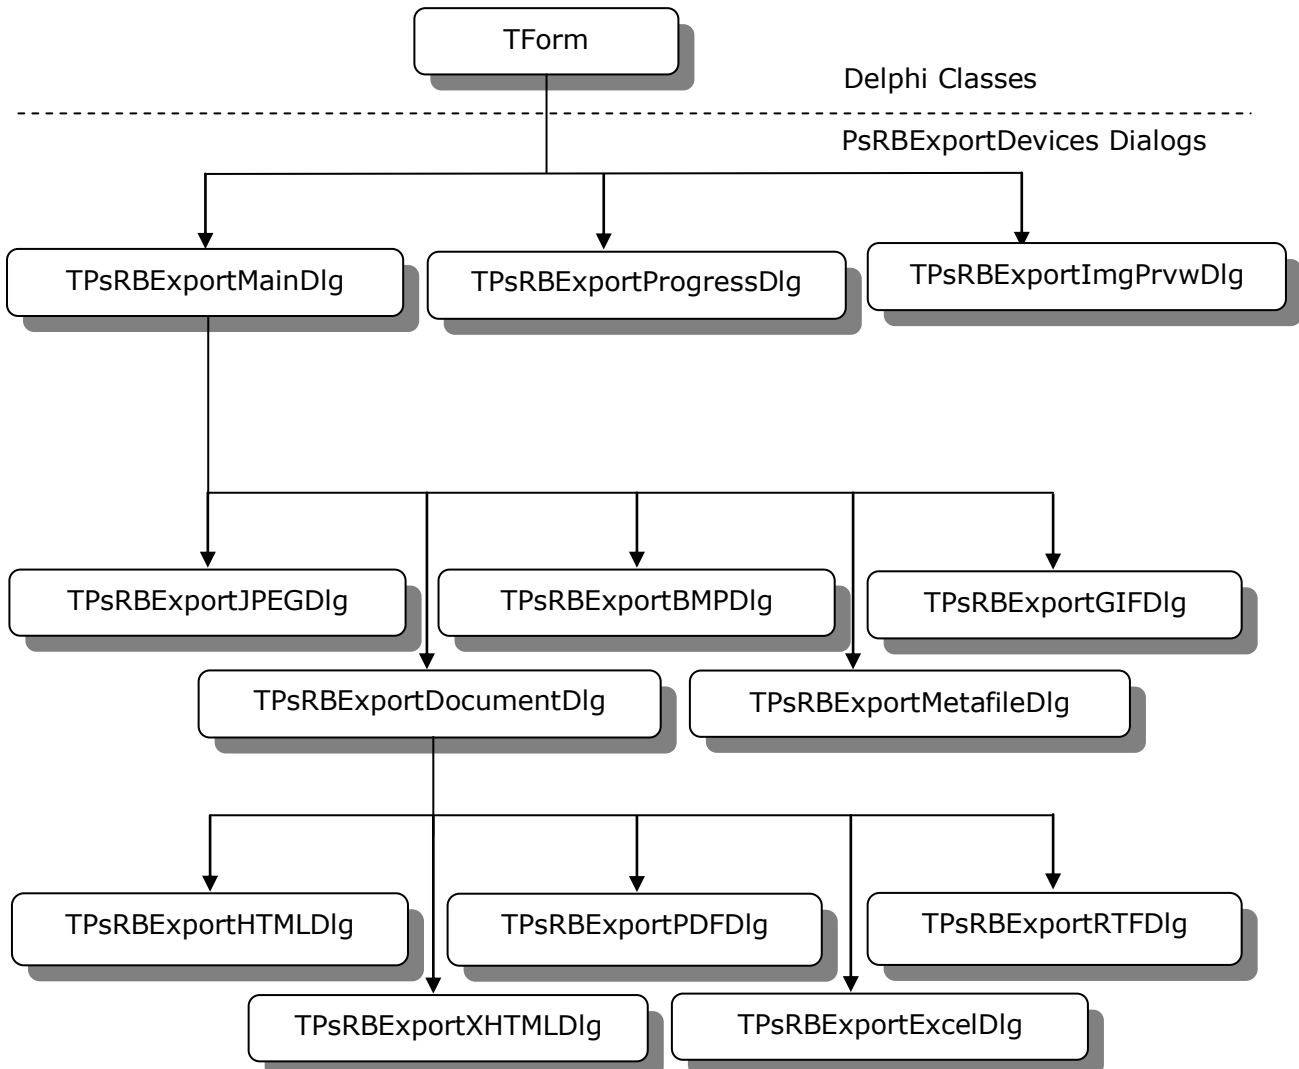 TForm
Delphi Classes
PsRBExportDevices Dialogs
TPsRBExportMainDlg
TPsRBExportProgressDlg
TPsRBExportImgPrvwDlg
TPsRBExportJPEGDlg
TPsRBExportBMPDlg
TPsRBExportGIFDlg
TPsRBExportDocumentDlg
TPsRBExportMetafileDlg
TPsRBExportHTMLDlg
TPsRBExportPDFDlg
TPsRBExportRTFDlg
TPsRBExportXHTMLDlg
TPsRBExportExcelDlg